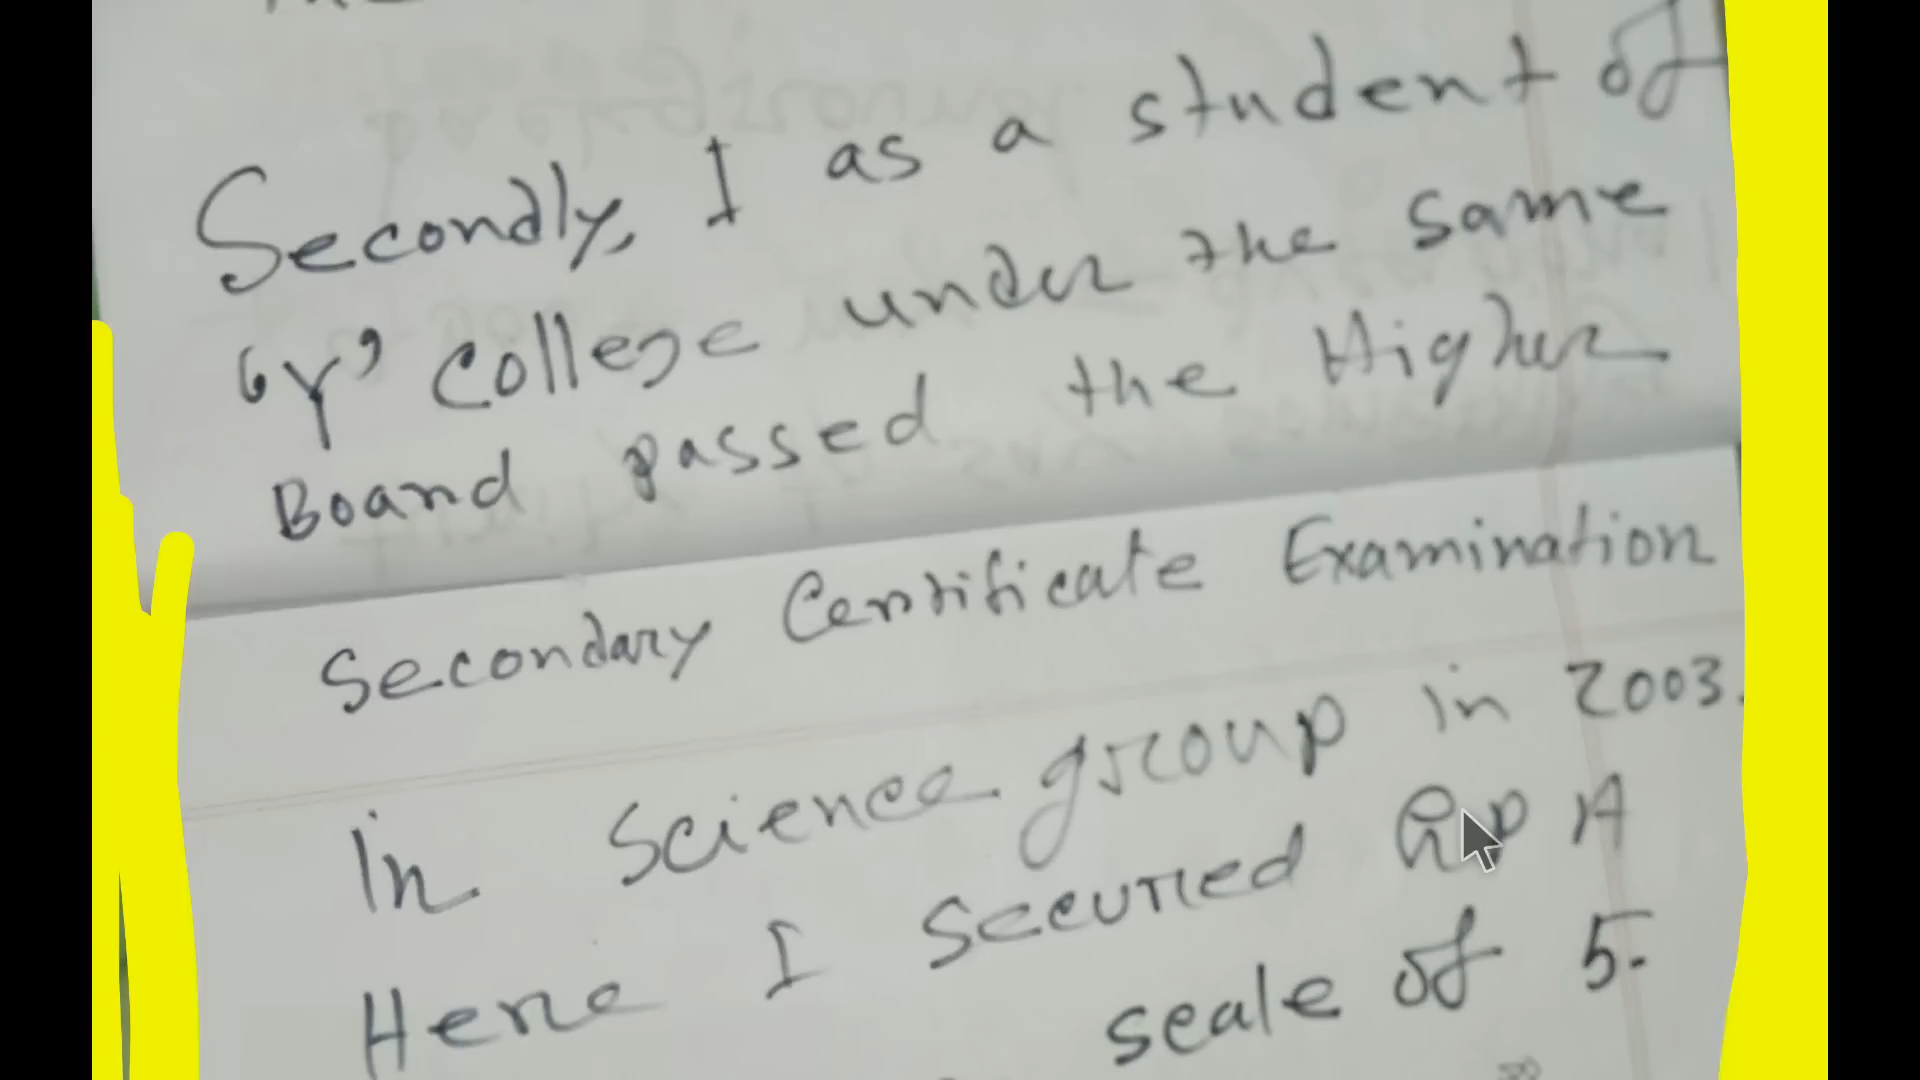 Secondly, I as a student of
'Y' College under the same
Board passed the Higher
Secondary Certificate Examination
in Science group in 2003.
Here I secured GPA
scale of 5.